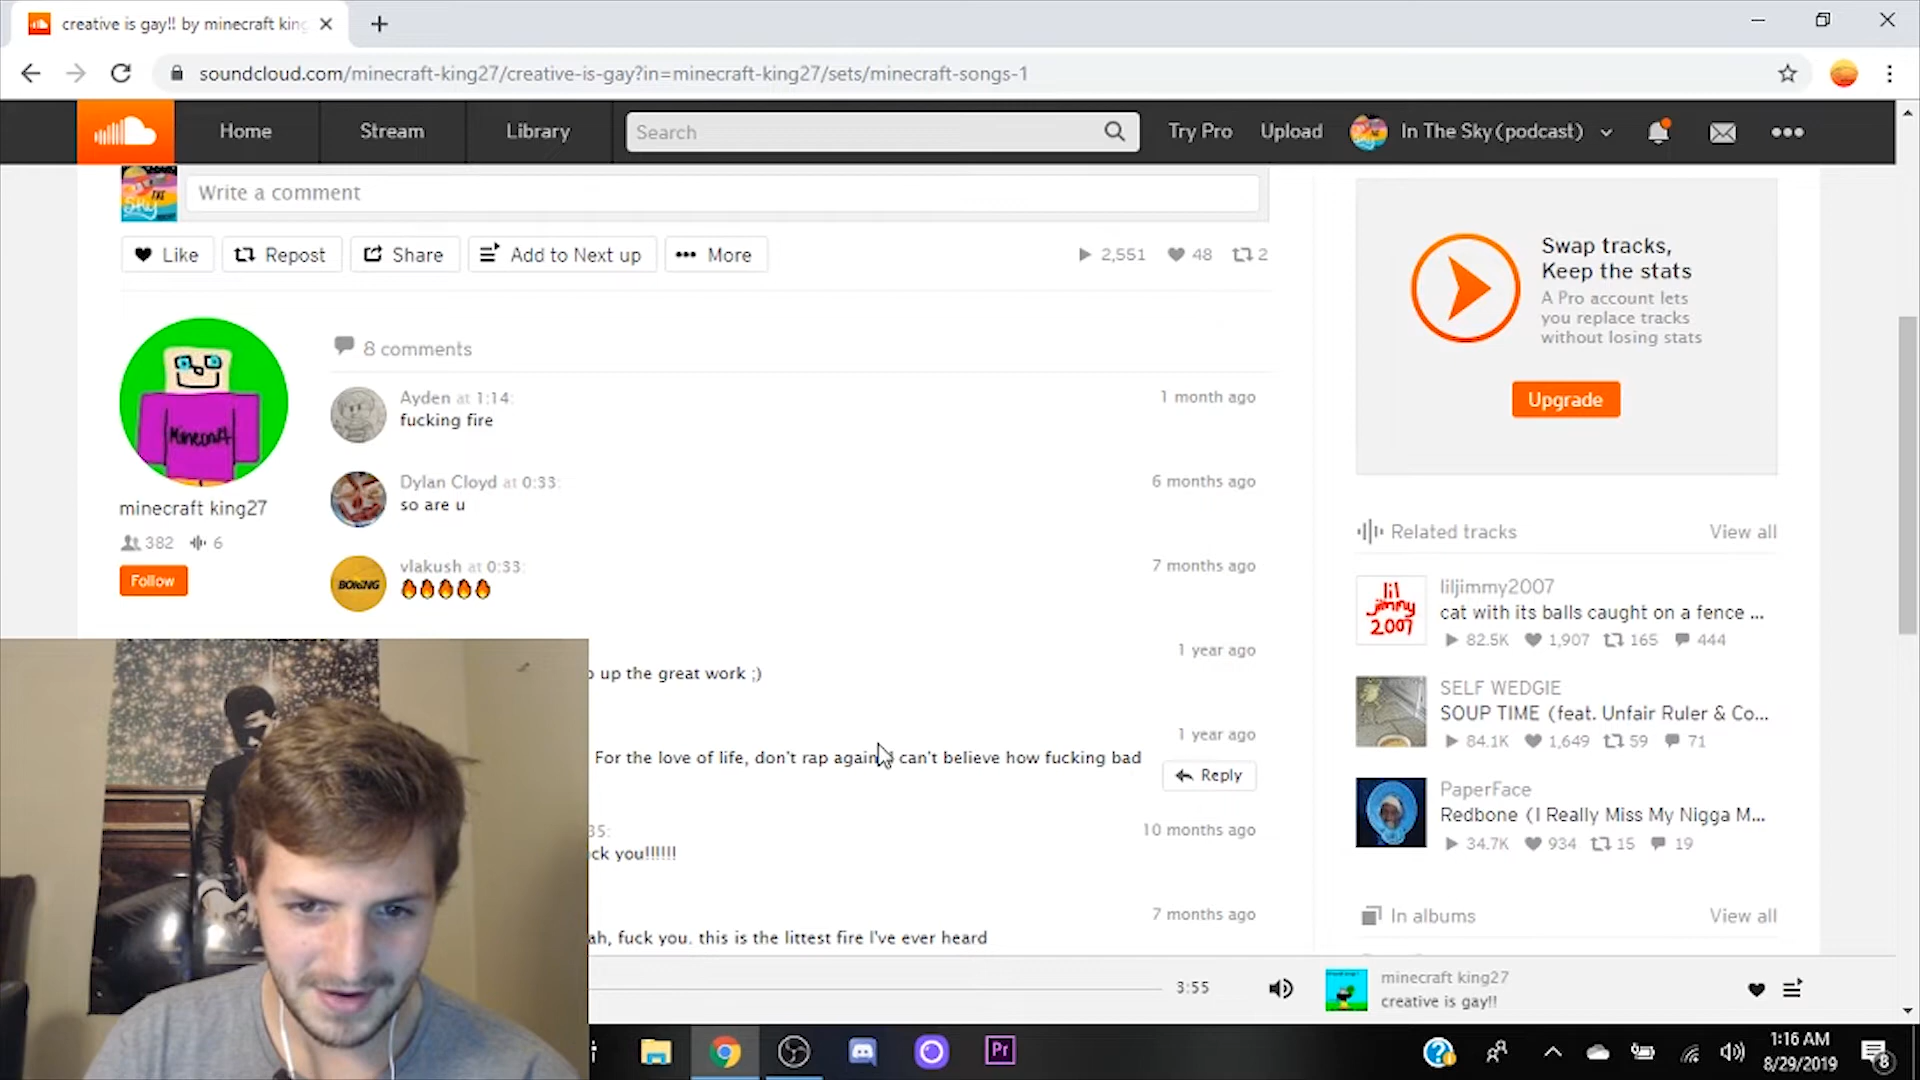 creative is gay!! by minecraft king
soundcloud.com/minecraft-king27/creative-is-gay?in=minecraft-king27/sets/minecraft-songs-1
Home
Stream
Library
Search
Try Pro
Upload
In The Sky (podcast)
Write a comment
Like
Repost
Share
Add to Next up
More
2,551
48
2
Swap tracks,
Keep the stats
A Pro account lets
you replace tracks
without losing stats
Upgrade
minecraft
minecraft king27
382
6
Follow
8 comments
Ayden at 1:14:
1 month ago
fucking fire
Dylan Cloyd at 0:33:
6 months ago
so are u
BORING
vlakush at 0:33:
7 months ago
🔥🔥🔥🔥🔥
1 year ago
up the great work ;)
1 year ago
For the love of life, don't rap again can't believe how fucking bad
Reply
35:
10 months ago
ck you!!!!!!
7 months ago
ah, fuck you. this is the littest fire I've ever heard
Related tracks
View all
lil
jimmy
2007
liljimmy2007
cat with its balls caught on a fence ...
82.5K
1,907
165
444
SELF WEDGIE
SOUP TIME (feat. Unfair Ruler & Co...
84.1K
1,649
59
71
PaperFace
Redbone (I Really Miss My Nigga M...
34.7K
934
15
19
In albums
View all
3:55
minecraft king27
creative is gay!!
Pr
1:16 AM
8/29/2019
8